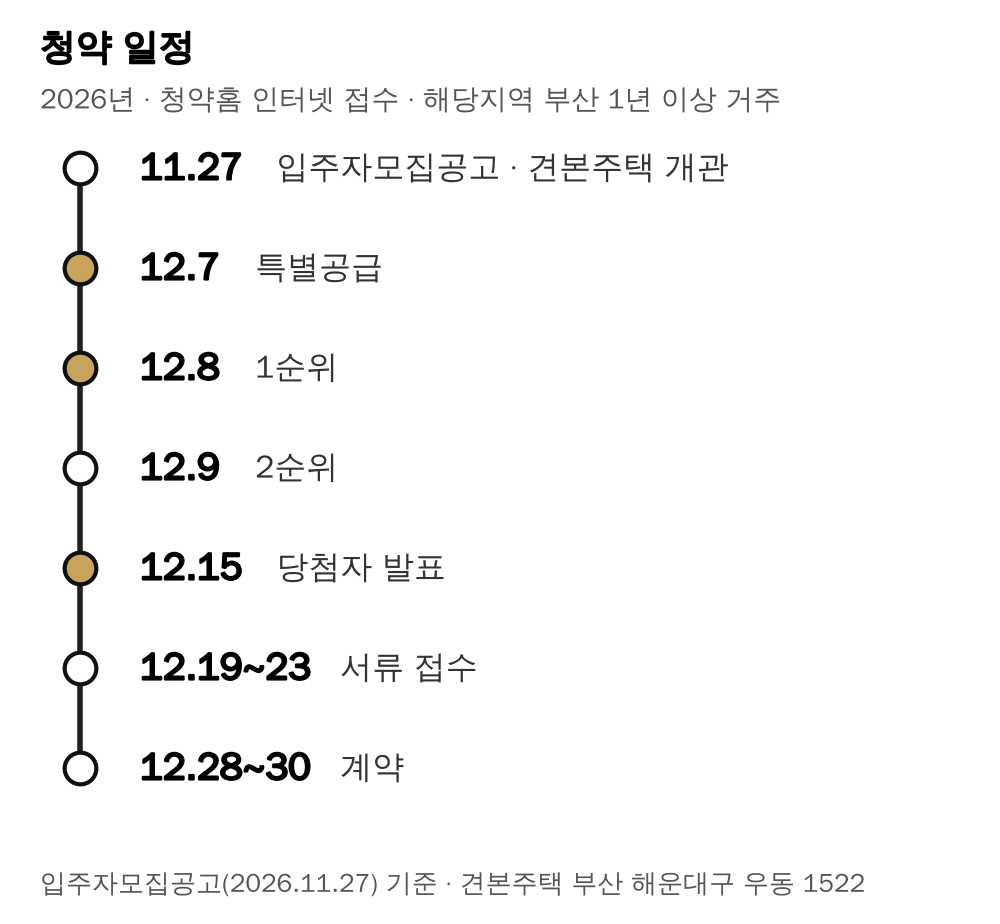 청약 일정
2026년 · 청약홈 인터넷 접수 · 해당지역 부산 1년 이상 거주
11.27 입주자모집공고 · 견본주택 개관
12.7 특별공급
12.8 1순위
12.9 2순위
12.15 당첨자 발표
12.19~23 서류 접수
12.28~30 계약
입주자모집공고(2026.11.27) 기준 · 견본주택 부산 해운대구 우동 1522